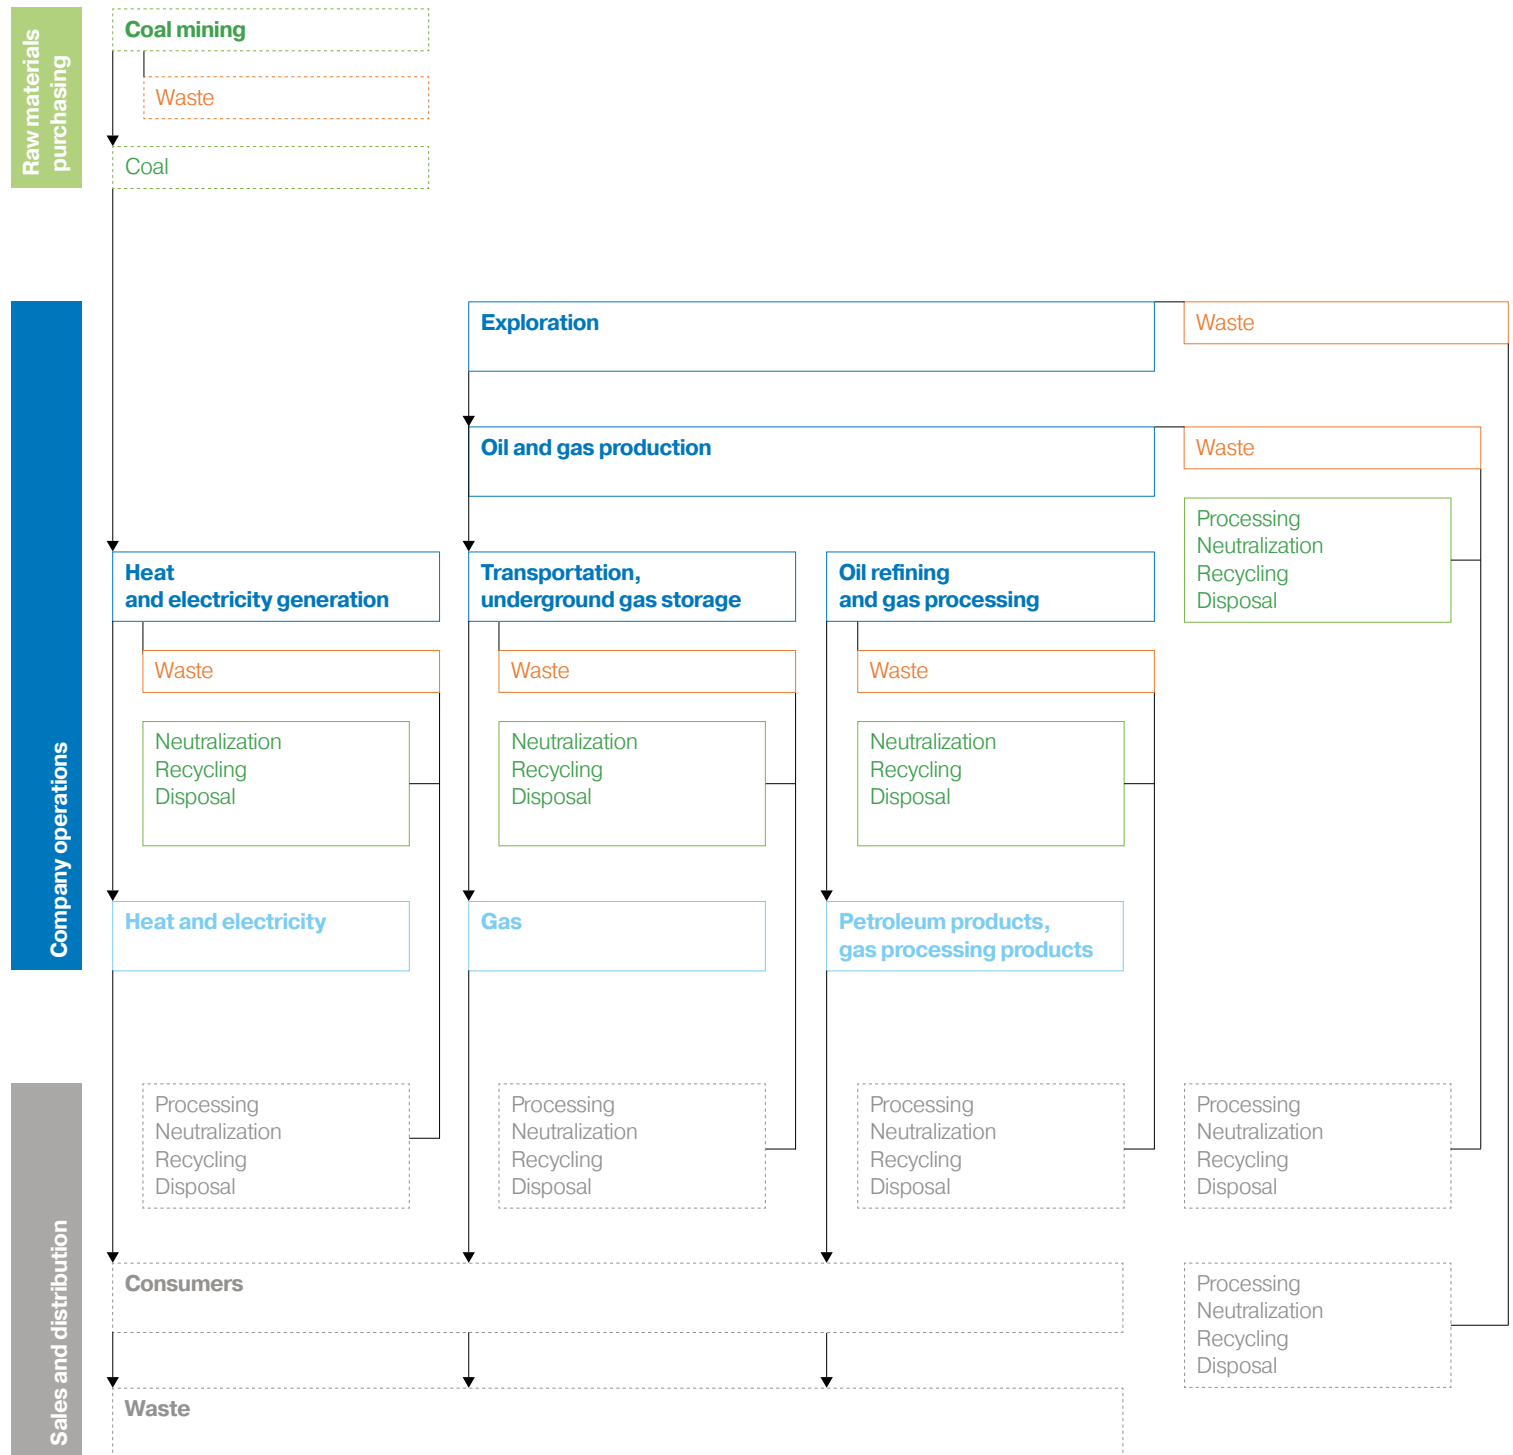 Raw materials
purchasing
Coal mining
Waste
Coal
Company operations
Exploration
Waste
Oil and gas production
Waste
Processing
Neutralization
Recycling
Disposal
Heat
and electricity generation
Waste
Neutralization
Recycling
Disposal
Heat and electricity
Transportation,
underground gas storage
Waste
Neutralization
Recycling
Disposal
Gas
Oil refining
and gas processing
Waste
Neutralization
Recycling
Disposal
Petroleum products,
gas processing products
Sales and distribution
Processing
Neutralization
Recycling
Disposal
Processing
Neutralization
Recycling
Disposal
Processing
Neutralization
Recycling
Disposal
Processing
Neutralization
Recycling
Disposal
Consumers
Processing
Neutralization
Recycling
Disposal
Waste